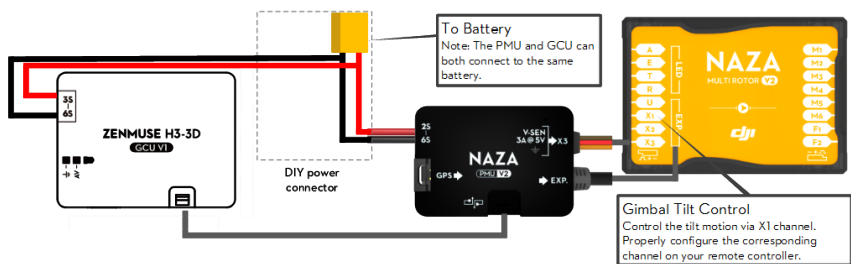 To Battery
Note: The PMU and GCU can
both connect to the same
battery.
3S
6S
ZENMUSE H3-3D
GCU V1
AV
DIY power
connector
2S
6S
V-SEN
3A@5V
X3
NAZA
PMU V2
GPS
EXP.
A
E
T
R
U
X1
X2
X3
LED
EXP.
NAZA
MULTI ROTOR V2
dji
M1
M2
M3
M4
M5
M6
F1
F2
Gimbal Tilt Control
Control the tilt motion via X1 channel.
Properly configure the corresponding
channel on your remote controller.